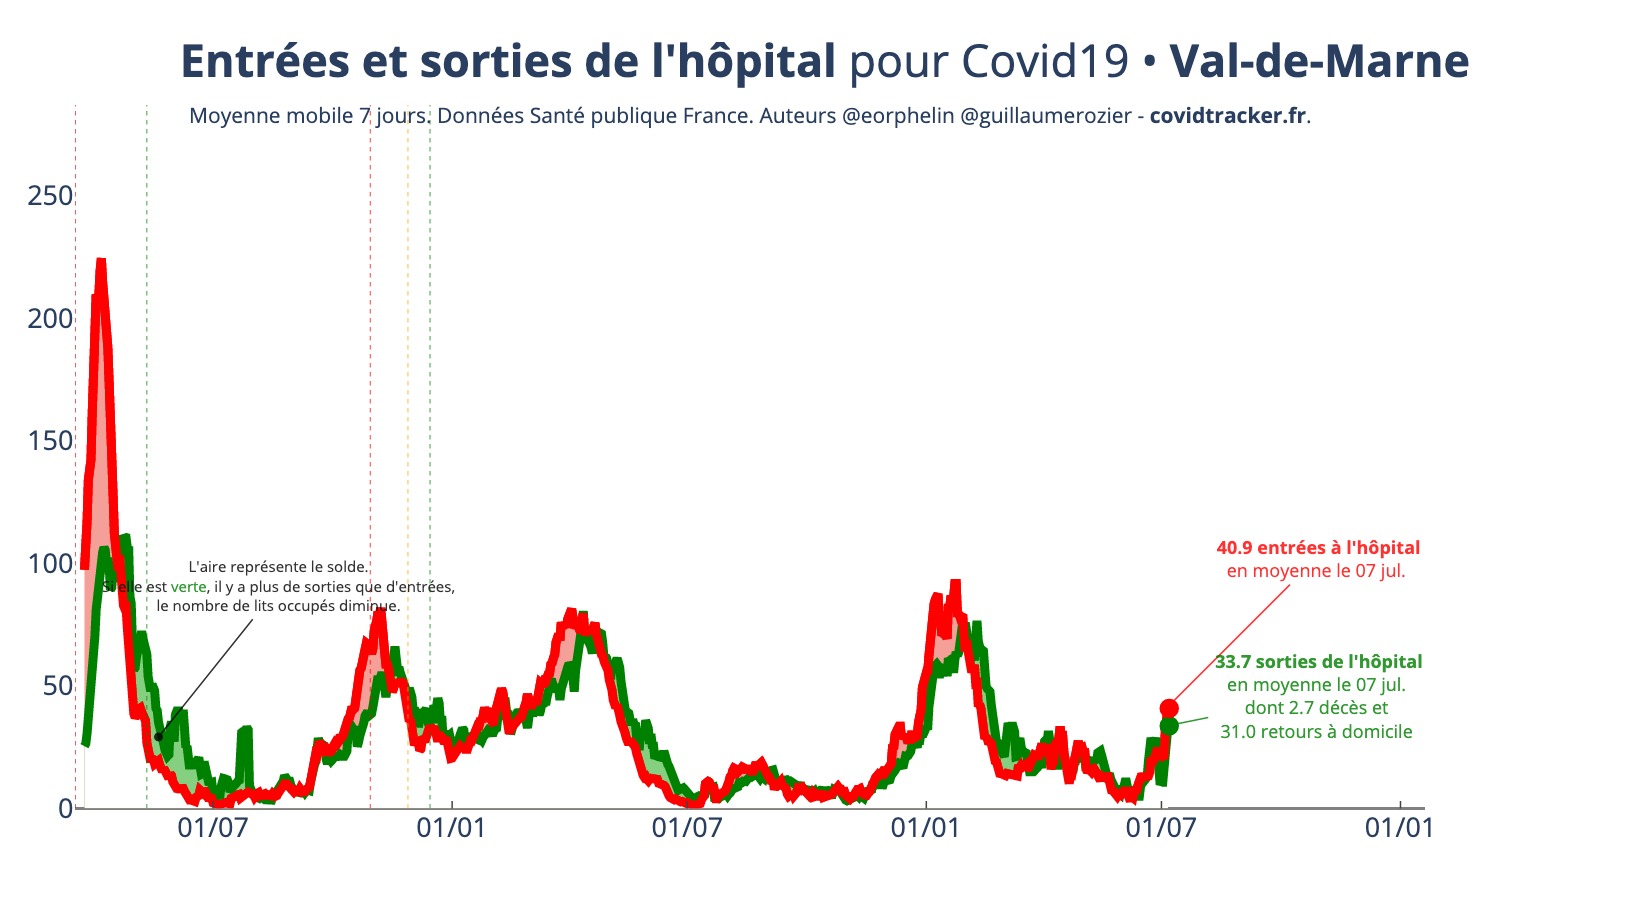 Entrées et sorties de l'hôpital pour Covid19 • Val-de-Marne
Moyenne mobile 7 jours. Données Santé publique France. Auteurs @eorphelin @guillaumerozier - covidtracker.fr.
250
200
150
100
50
0
L'aire représente le solde.
Si elle est verte, il y a plus de sorties que d'entrées,
le nombre de lits occupés diminue.
40.9 entrées à l'hôpital
en moyenne le 07 jul.
33.7 sorties de l'hôpital
en moyenne le 07 jul.
dont 2.7 décès et
31.0 retours à domicile
01/07
01/01
01/07
01/01
01/07
01/01